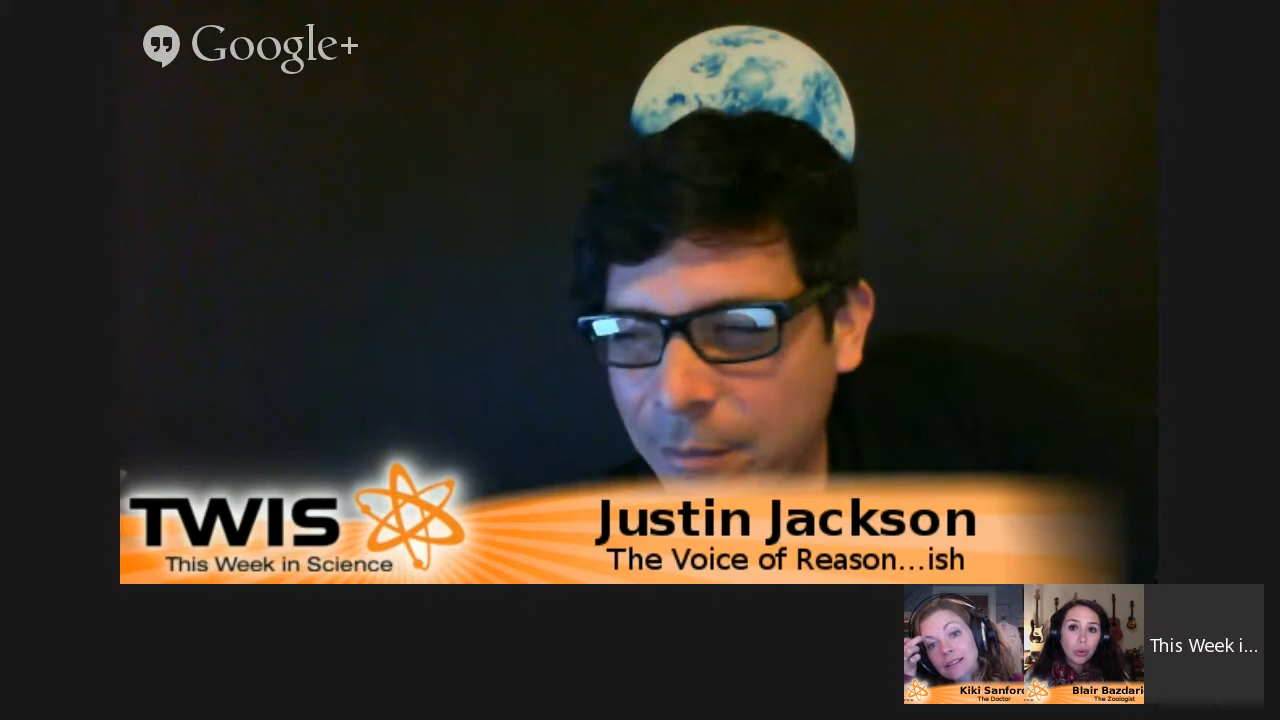 Google+
TWIS
This Week in Science
Justin Jackson
The Voice of Reason...ish
This Week i...
Kiki Sanford
The Doctor
Blair Bazdari
The Zoologist